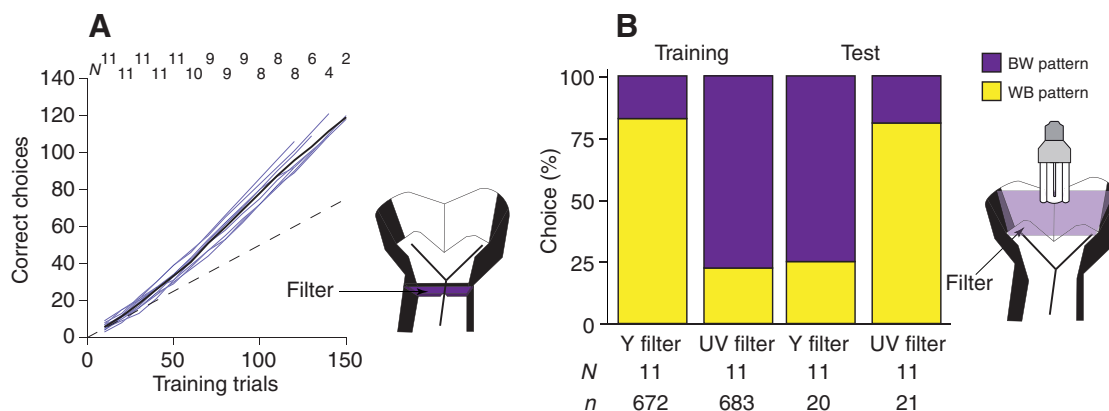 A
N 11 11 11 11 11 10 9 9 9 8 8 8 6 4 2
Correct choices
140
120
100
80
60
40
20
0
0 50 100 150
Training trials
Filter
B
Training Test
Choice (%)
100
75
50
25
0
Y filter UV filter Y filter UV filter
N 11 11 11 11
n 672 683 20 21
BW pattern
WB pattern
Filter